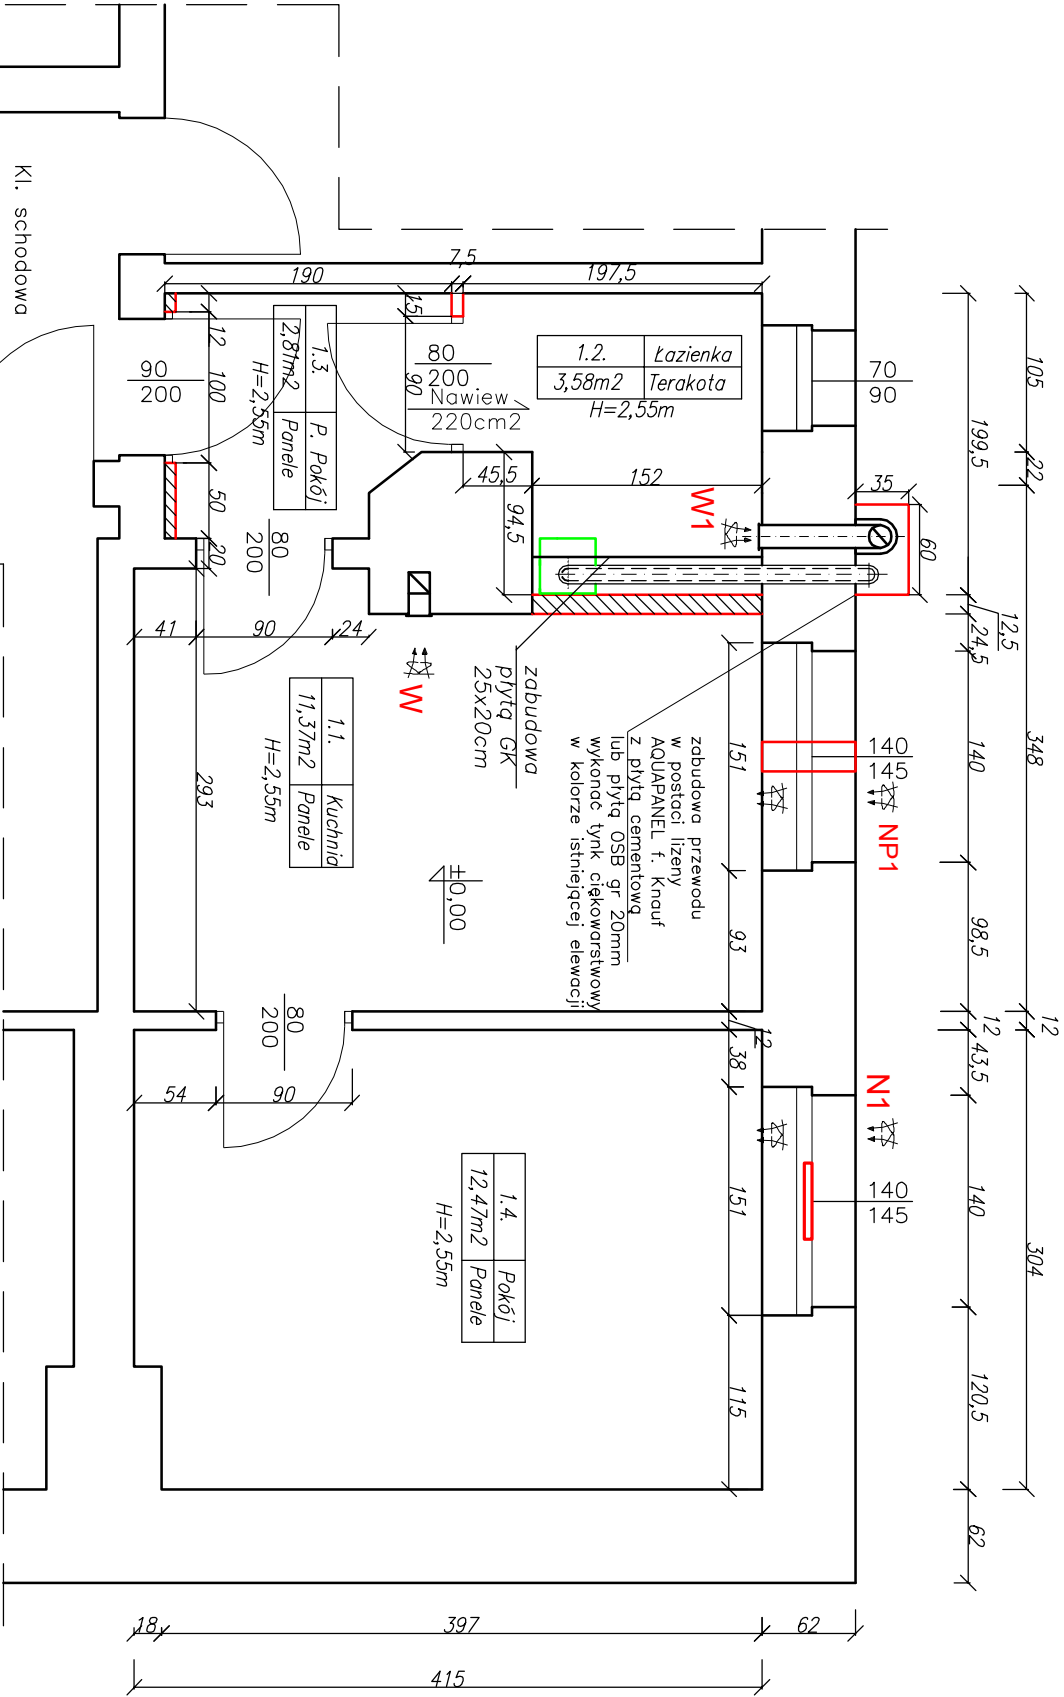 Kl. schodowa
190
7,5
197,5
15
12
100
50
20
90
200
1.3.
P. Pokój
2,81m2
Panele
H=2,55m
80
200
90
Nawiew
220cm2
1.2.
Łazienka
3,58m2
Terakota
H=2,55m
70
90
105
22
199,5
35
60
45,5
152
94,5
W1
80
200
41
90
24
W
zabudowa
płytą GK
25x20cm
12,5
24,5
348
1.1.
Kuchnia
11,37m2
Panele
H=2,55m
293
±0,00
zabudowa przewodu
w postaci lizeny
AQUAPANEL f. Knauf
z płytą cementową
lub płytą OSB gr 20mm
wykonać tynk ciękowarstwowy
w kolorze istniejącej elewacji
151
93
140
145
140
NP1
98,5
80
200
12
12
12
38
43,5
54
90
N1
140
145
140
151
304
1.4.
Pokój
12,47m2
Panele
H=2,55m
115
120,5
62
18
397
62
415